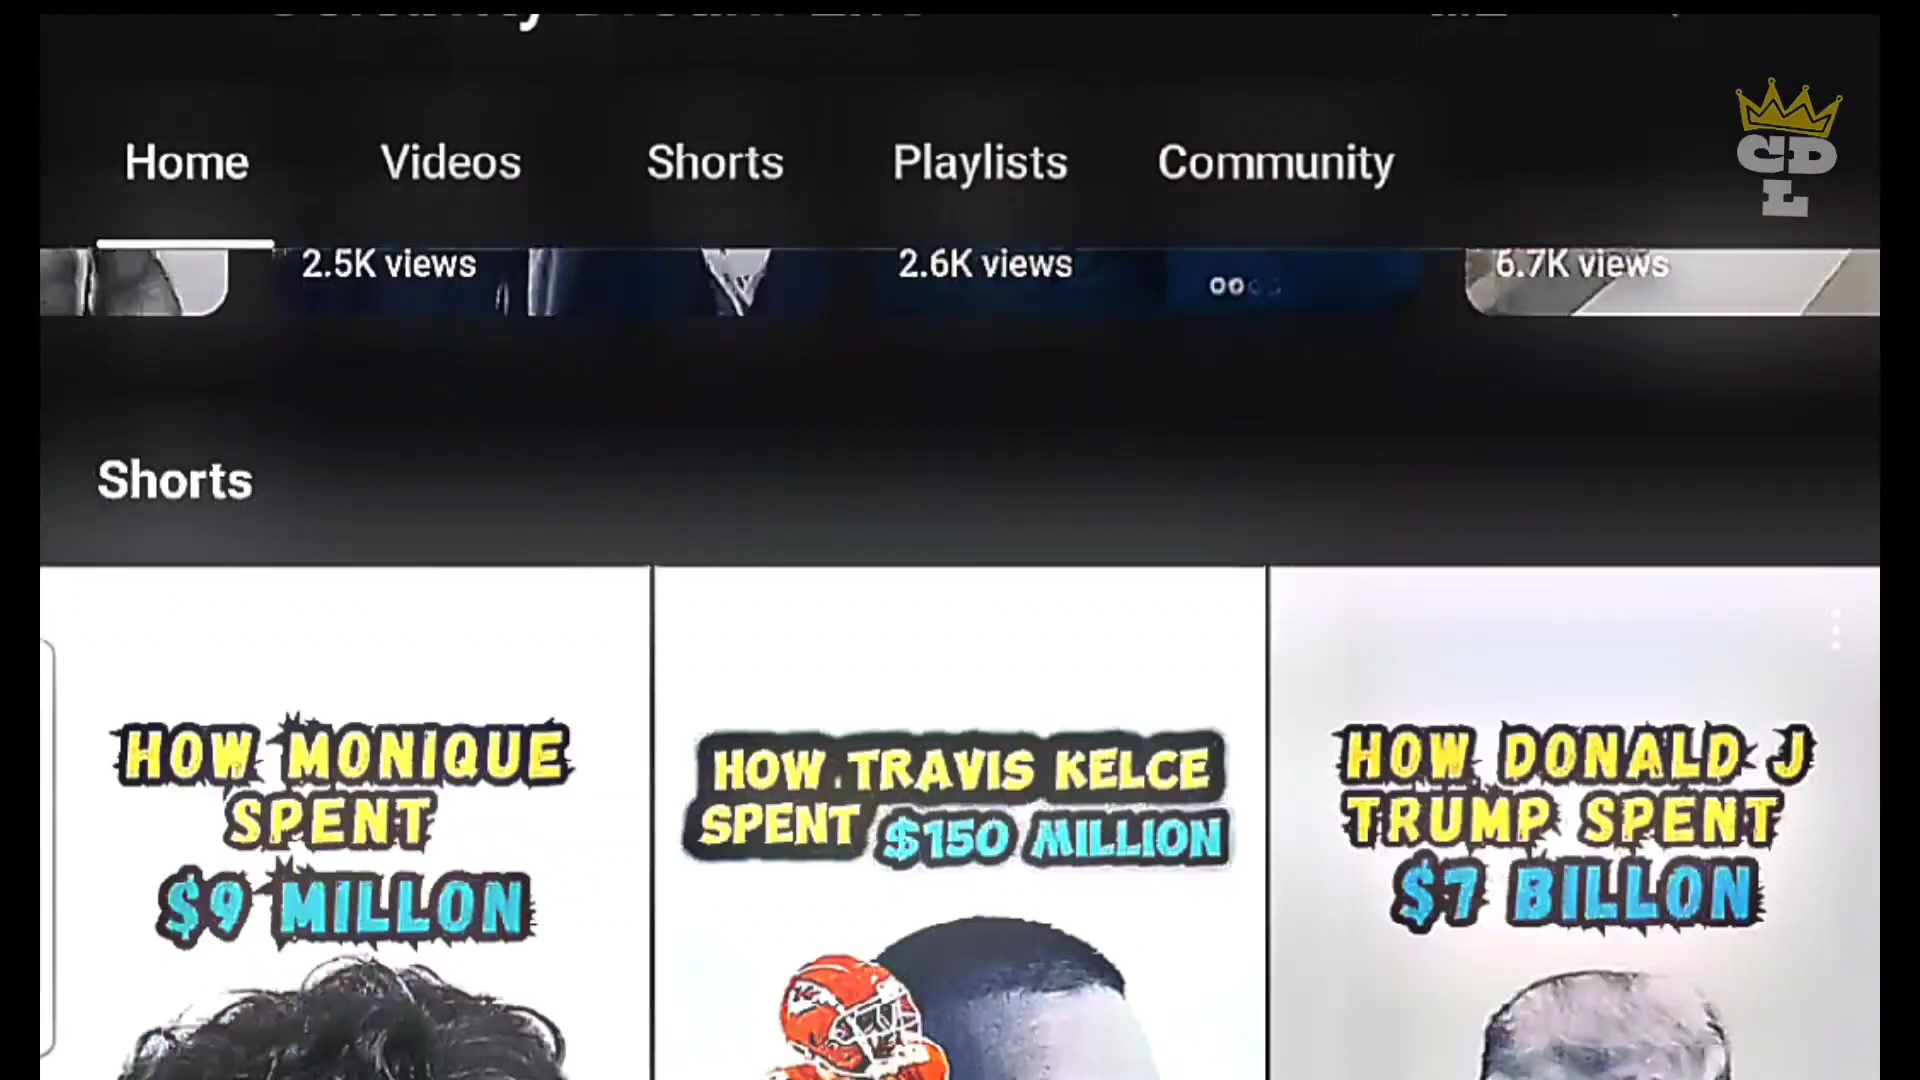 Home Videos Shorts Playlists Community
CD
L
2.5K views 2.6K views 6.7K views
Shorts
HOW MONIQUE
SPENT
$9 MILLON
HOW TRAVIS KELCE
SPENT $150 MILLION
HOW DONALD J
TRUMP SPENT
$7 BILLON